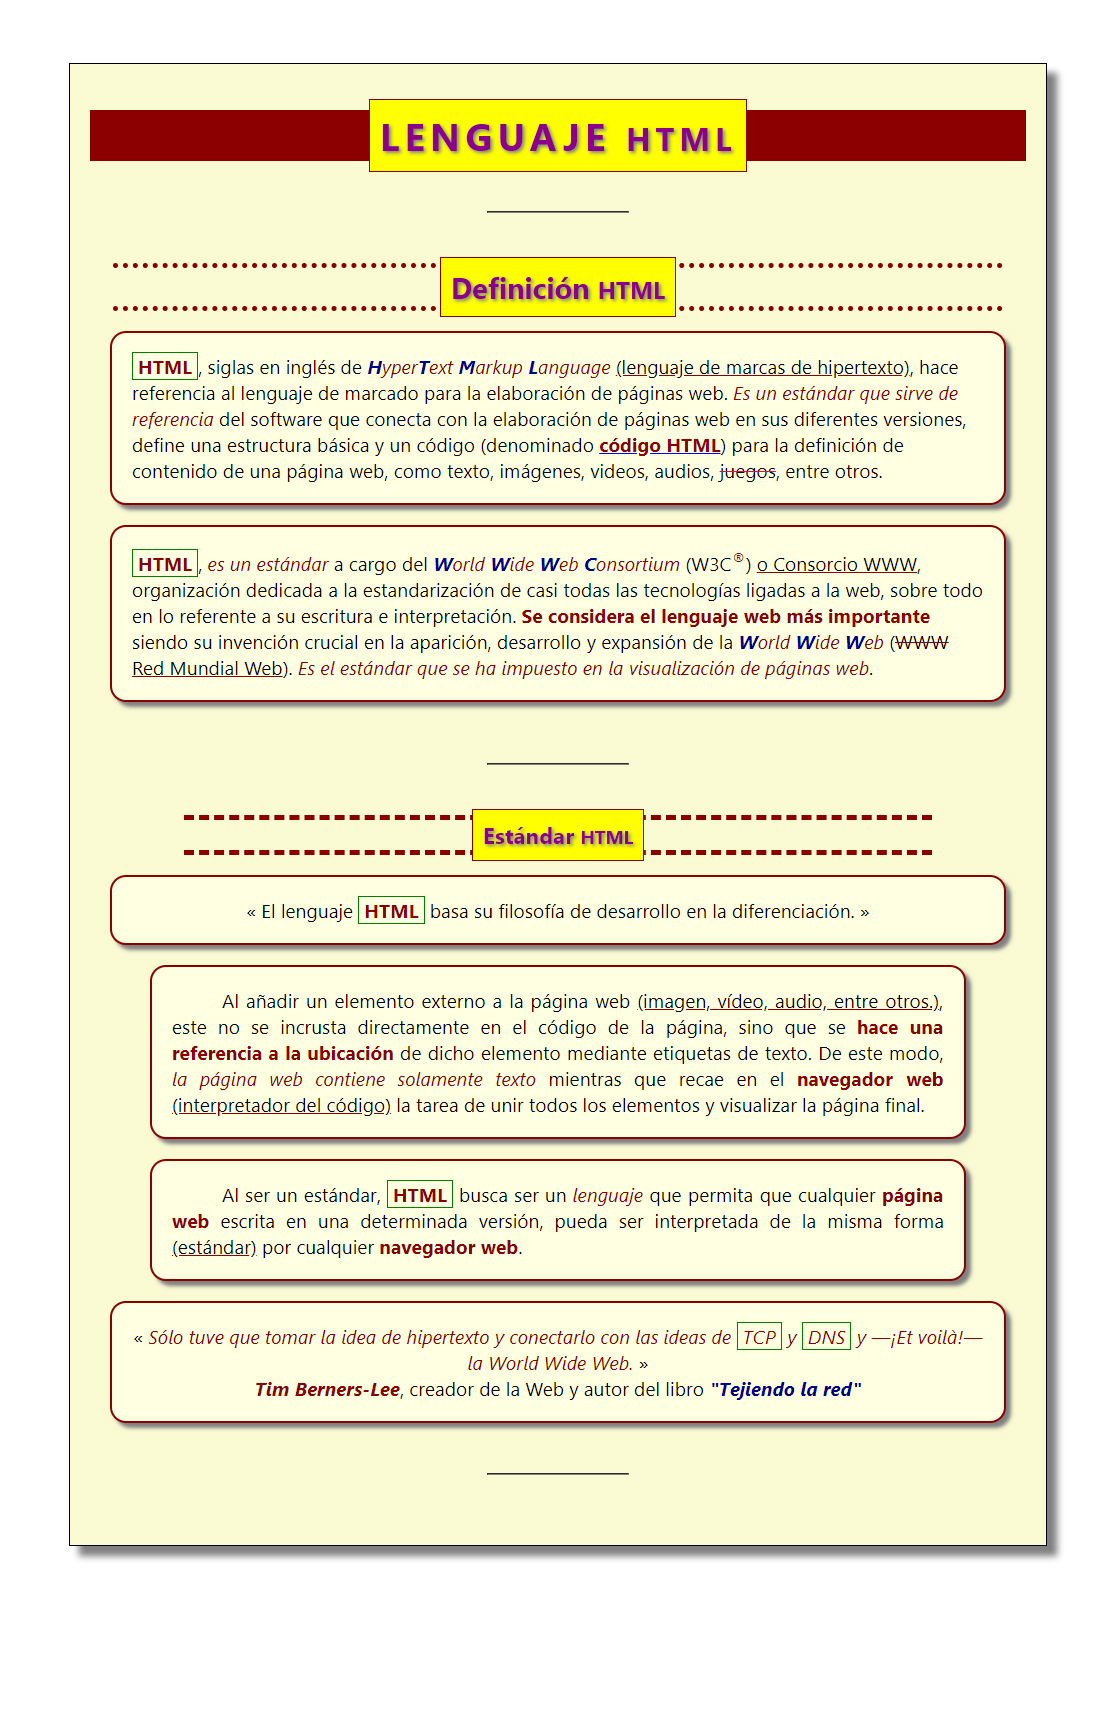 LENGUAJE HTML
Definición HTML
HTML, siglas en inglés de HyperText Markup Language (lenguaje de marcas de hipertexto), hace
referencia al lenguaje de marcado para la elaboración de páginas web. Es un estándar que sirve de
referencia del software que conecta con la elaboración de páginas web en sus diferentes versiones,
define una estructura básica y un código (denominado código HTML) para la definición de
contenido de una página web, como texto, imágenes, videos, audios, juegos, entre otros.
HTML, es un estándar a cargo del World Wide Web Consortium (W3C®) o Consorcio WWW,
organización dedicada a la estandarización de casi todas las tecnologías ligadas a la web, sobre todo
en lo referente a su escritura e interpretación. Se considera el lenguaje web más importante
siendo su invención crucial en la aparición, desarrollo y expansión de la World Wide Web (WWW
Red Mundial Web). Es el estándar que se ha impuesto en la visualización de páginas web.
Estándar HTML
« El lenguaje HTML basa su filosofía de desarrollo en la diferenciación. »
Al añadir un elemento externo a la página web (imagen, vídeo, audio, entre otros.),
este no se incrusta directamente en el código de la página, sino que se hace una
referencia a la ubicación de dicho elemento mediante etiquetas de texto. De este modo,
la página web contiene solamente texto mientras que recae en el navegador web
(interpretador del código) la tarea de unir todos los elementos y visualizar la página final.
Al ser un estándar, HTML busca ser un lenguaje que permita que cualquier página
web escrita en una determinada versión, pueda ser interpretada de la misma forma
(estándar) por cualquier navegador web.
« Sólo tuve que tomar la idea de hipertexto y conectarlo con las ideas de TCP y DNS y —¡Et voilà!—
la World Wide Web. »
Tim Berners-Lee, creador de la Web y autor del libro "Tejiendo la red"